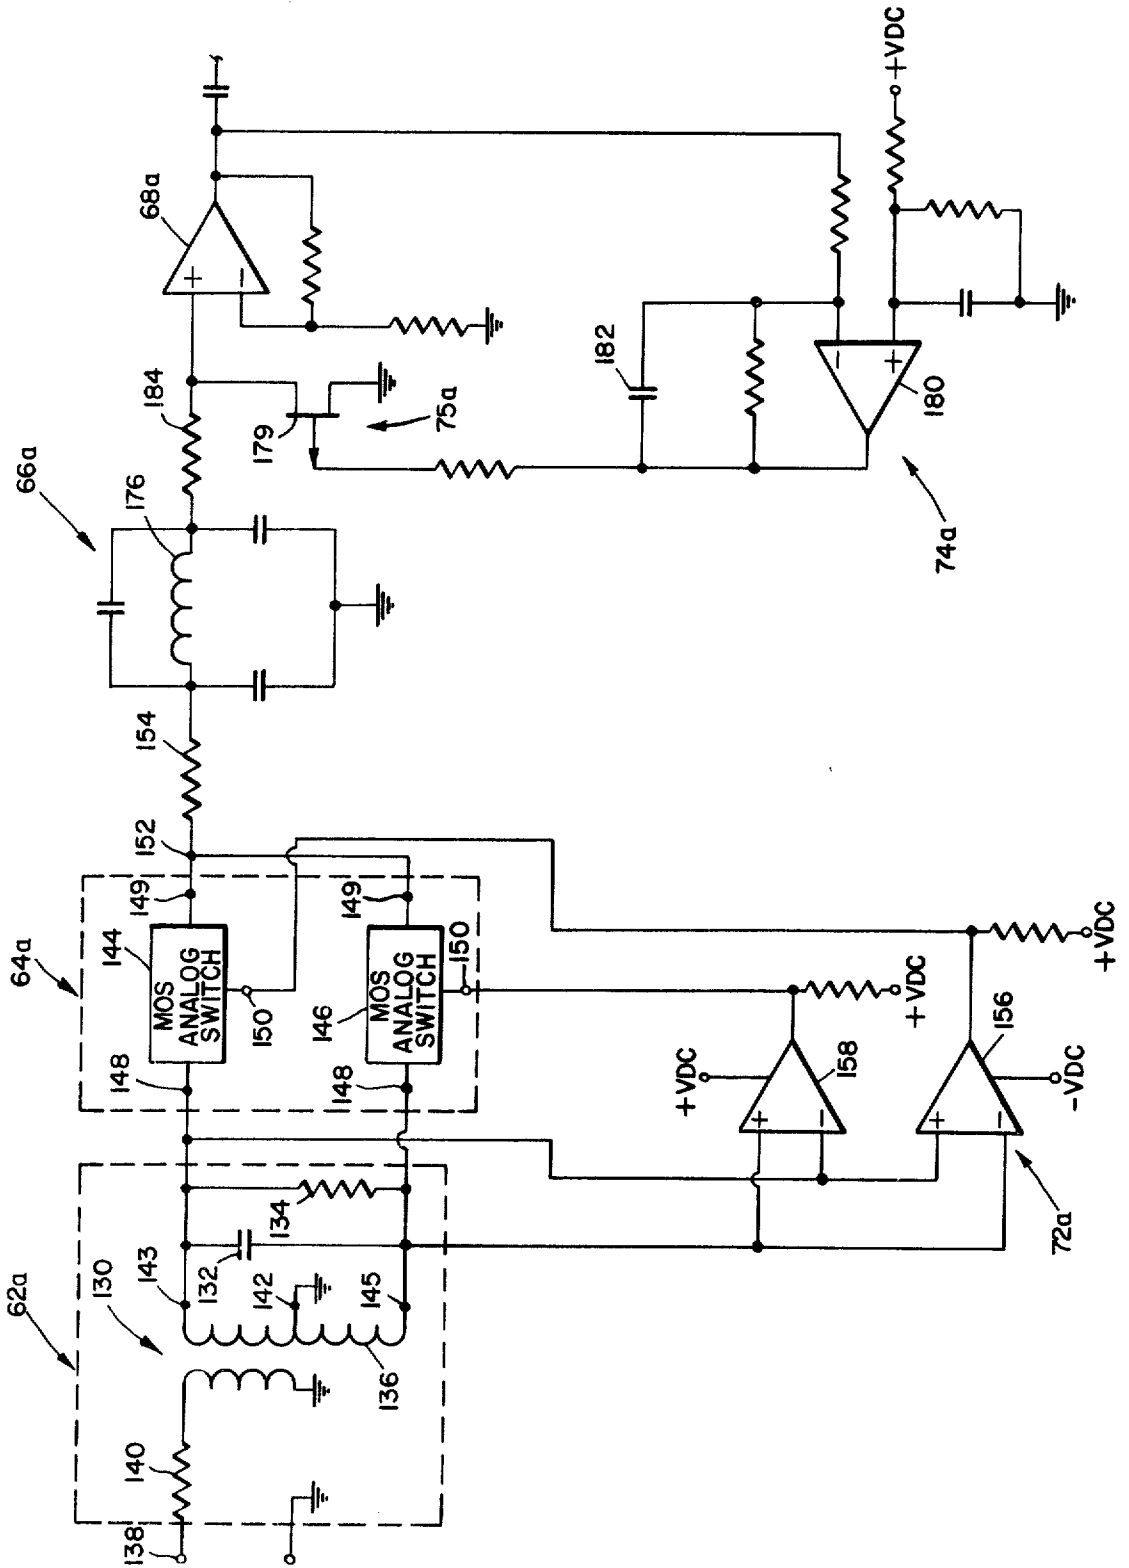 62a
130
143
138
140
132
134
142
145
136
64a
148
144
MOS
ANALOG
SWITCH
149
152
150
148
146
MOS
ANALOG
SWITCH
149
150
154
66a
176
184
68a
+
−
179
75a
182
−
+
180
74a
+VDC
+VDC
+
−
158
+VDC
+
−
156
−VDC
+VDC
72a